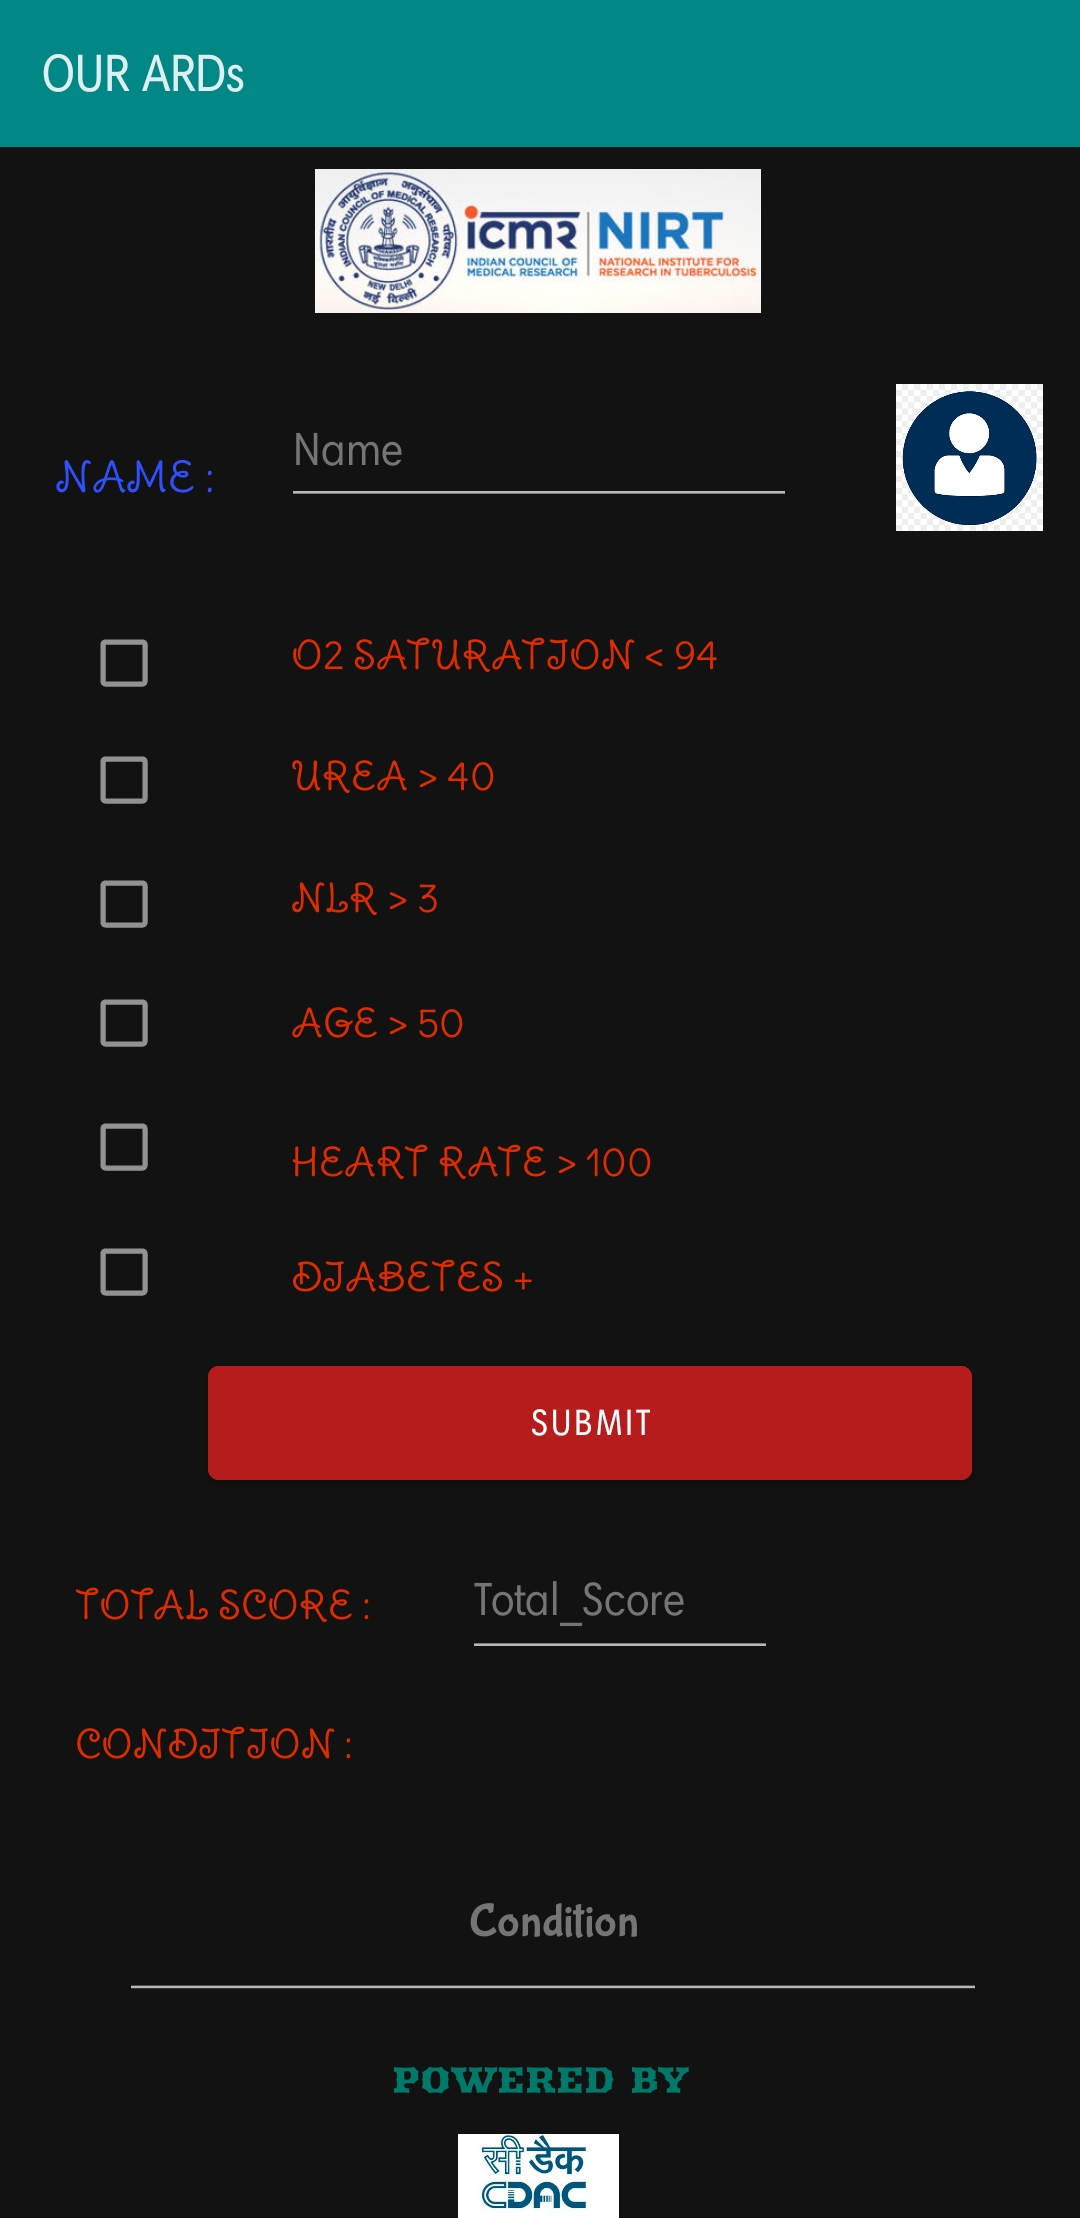 OUR ARDs
भारतीय आयुर्विज्ञान अनुसंधान परिषद
INDIAN COUNCIL OF MEDICAL RESEARCH
NEW DELHI
नई दिल्ली
icmr NIRT
INDIAN COUNCIL OF MEDICAL RESEARCH
NATIONAL INSTITUTE FOR RESEARCH IN TUBERCULOSIS
NAME :
Name
O2 SATURATION < 94
UREA > 40
NLR > 3
AGE > 50
HEART RATE > 100
DIABETES +
SUBMIT
TOTAL SCORE :
Total_Score
CONDITION :
Condition
POWERED BY
सी डैक
CDAC